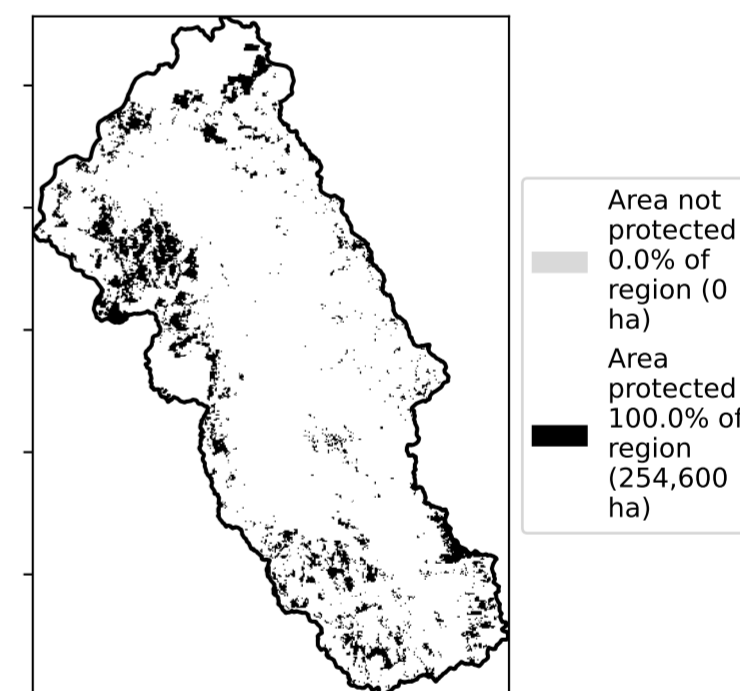 Area not
protected
0.0% of
region (0
ha)
Area
protected
100.0% of
region
(254,600
ha)